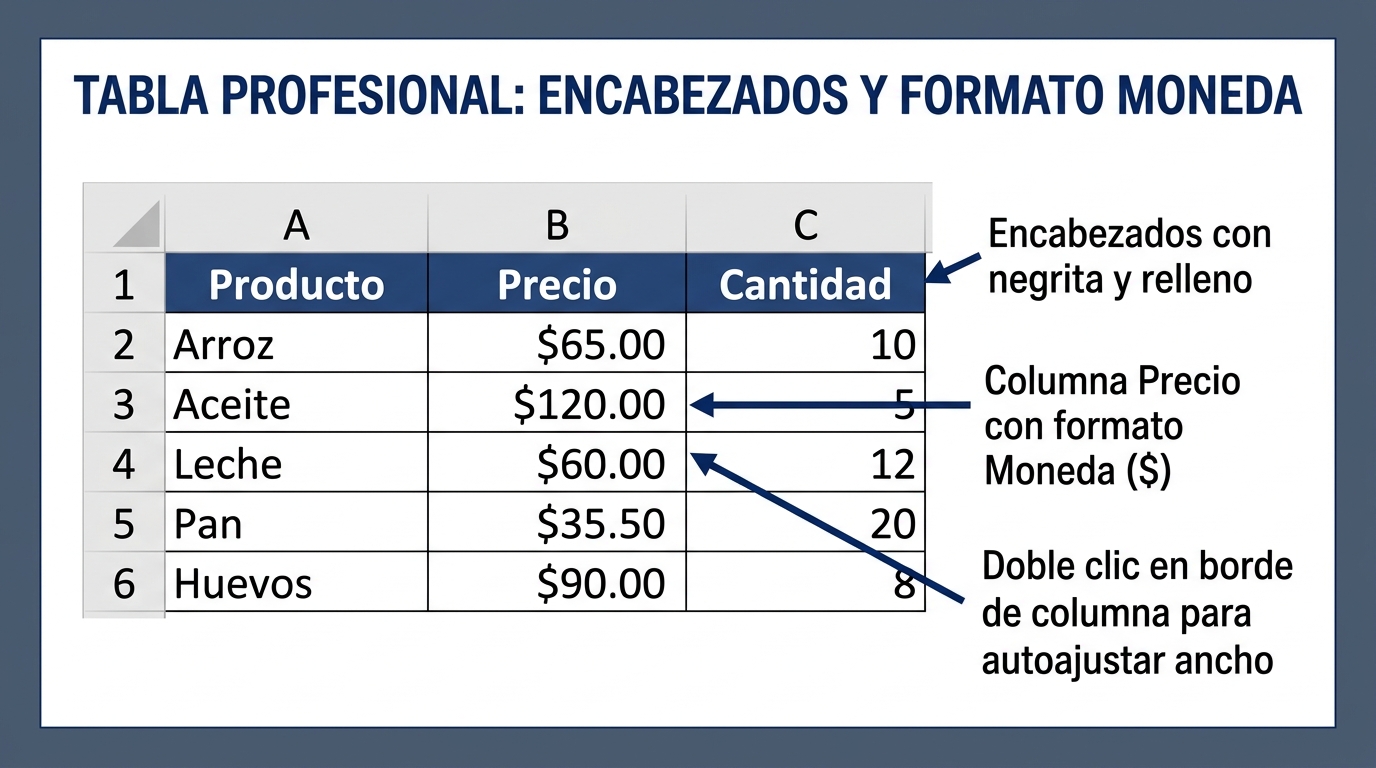 TABLA PROFESIONAL: ENCABEZADOS Y FORMATO MONEDA
A B C
1 Producto Precio Cantidad
2 Arroz $65.00 10
3 Aceite $120.00 5
4 Leche $60.00 12
5 Pan $35.50 20
6 Huevos $90.00 8
Encabezados con
negrita y relleno
Columna Precio
con formato
Moneda ($)
Doble clic en borde
de columna para
autoajustar ancho